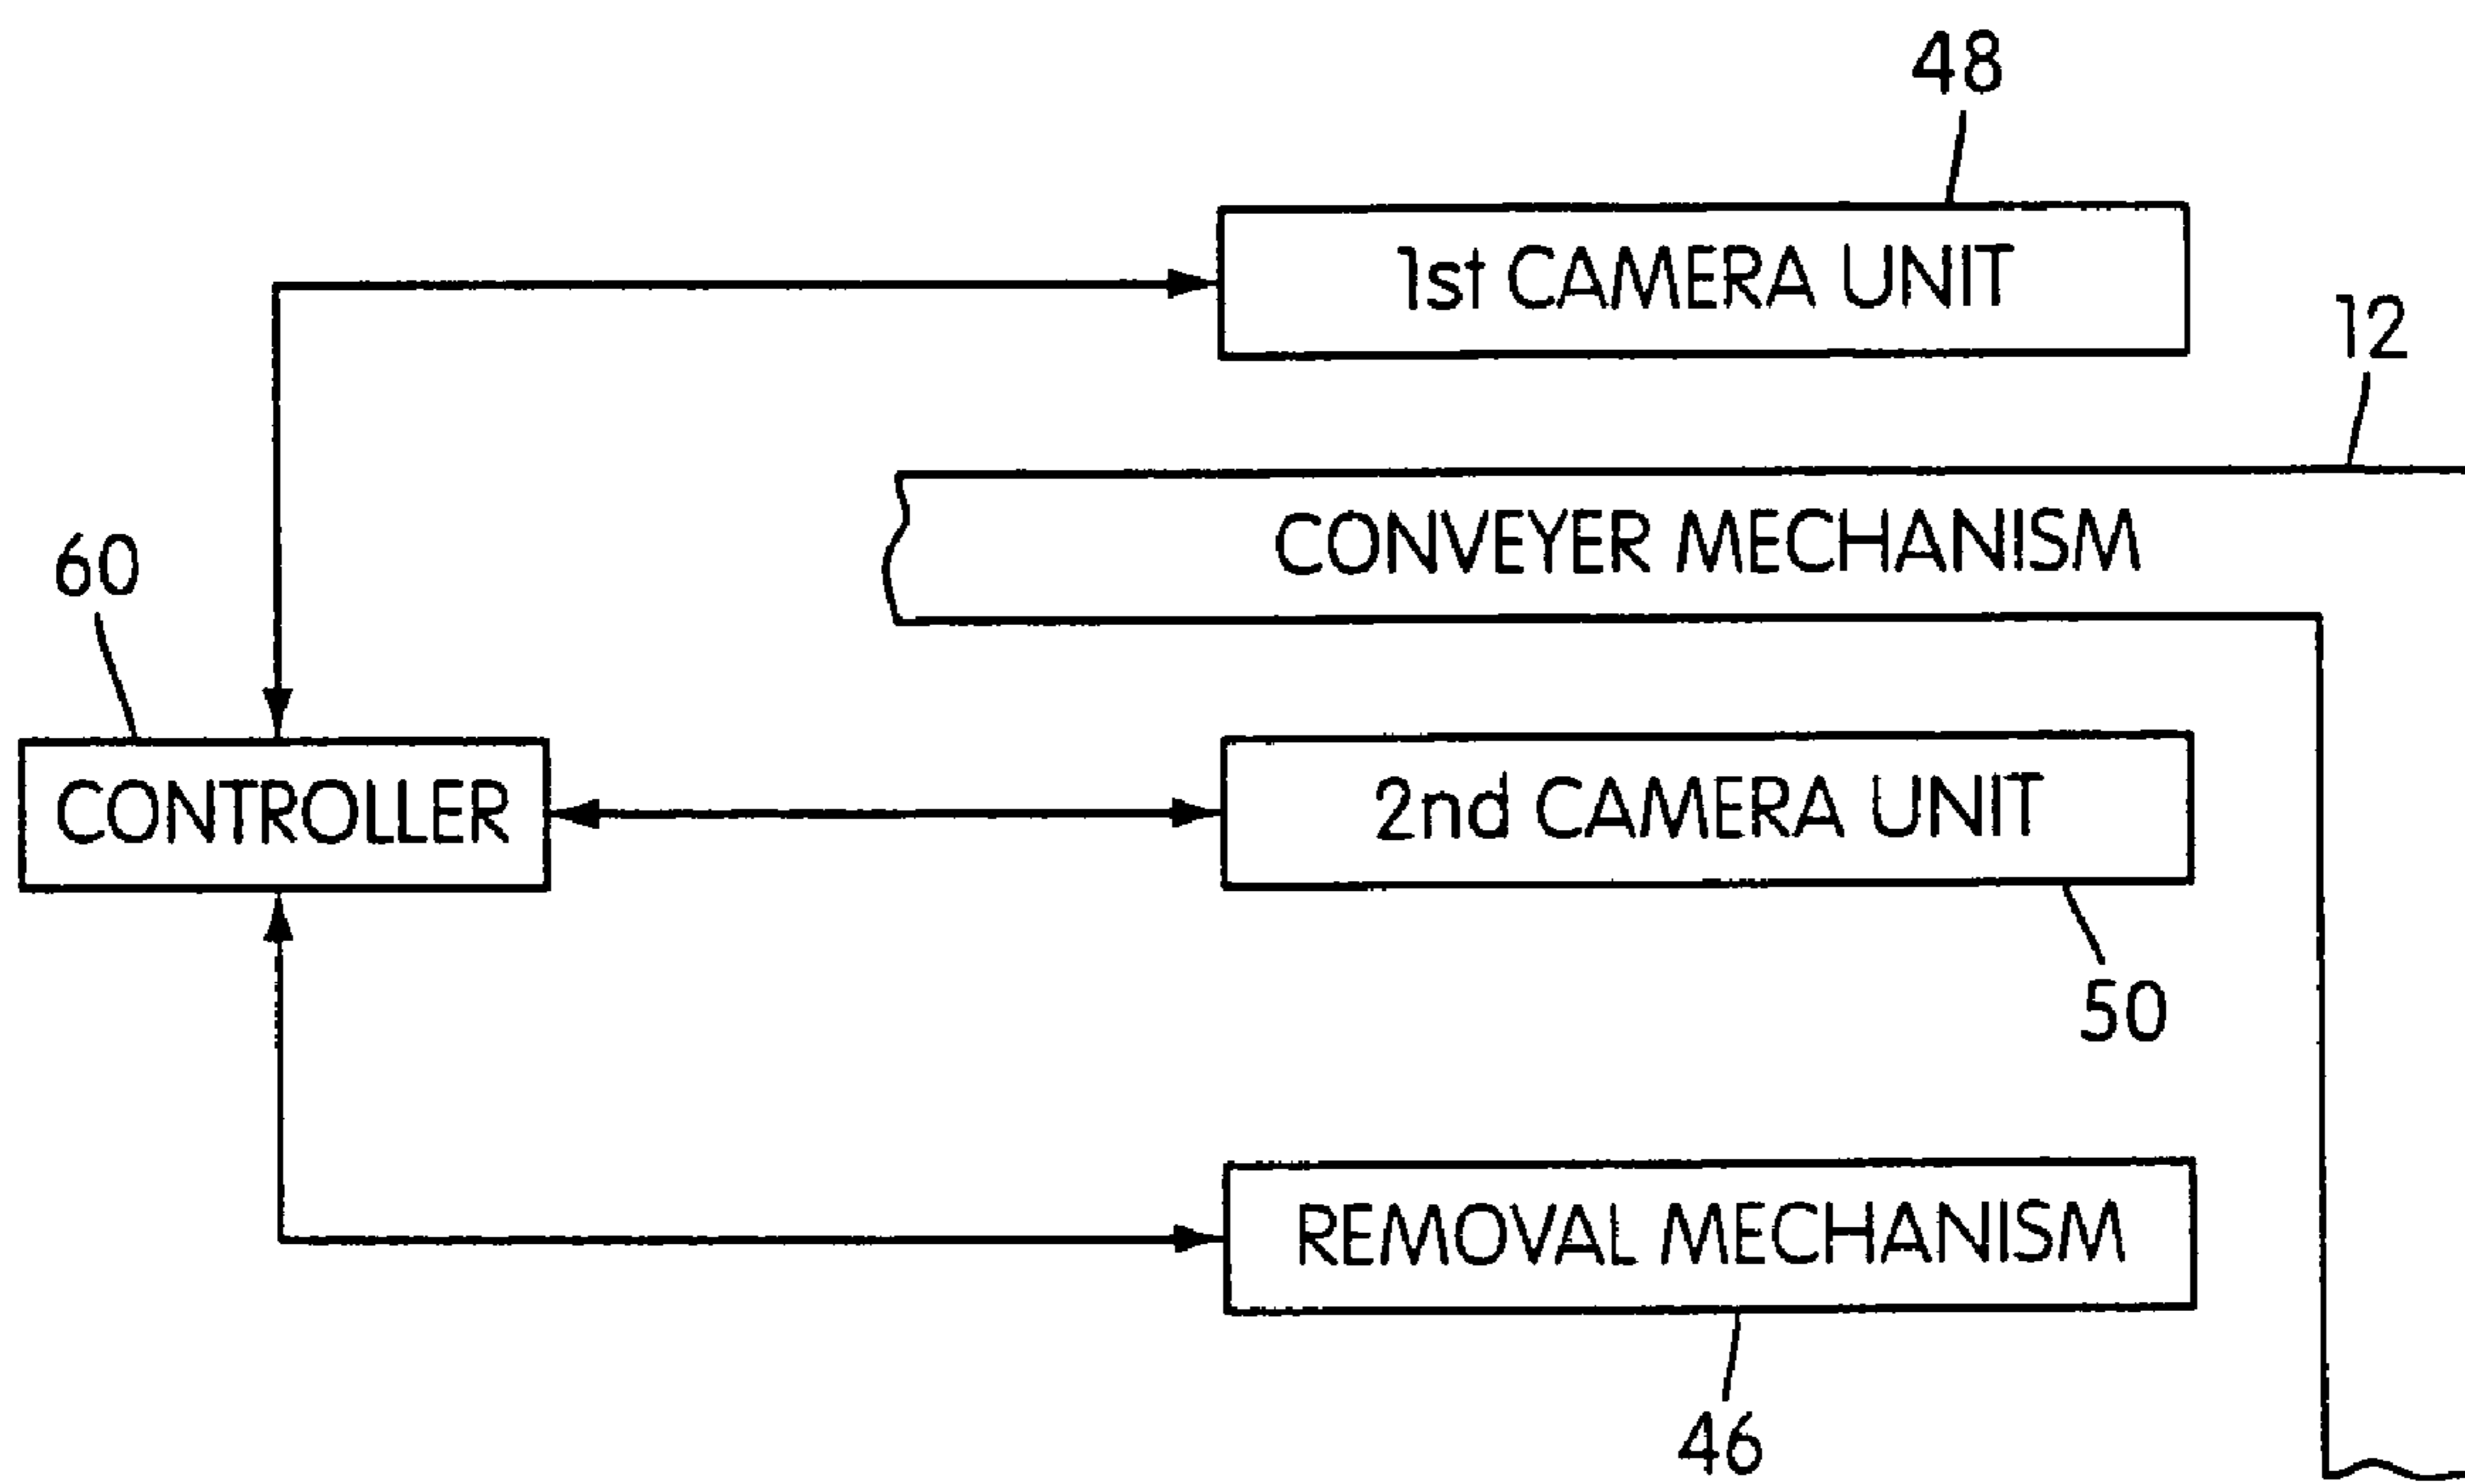 48
1st CAMERA UNIT
12
CONVEYER MECHANISM
60
CONTROLLER
2nd CAMERA UNIT
50
REMOVAL MECHANISM
46